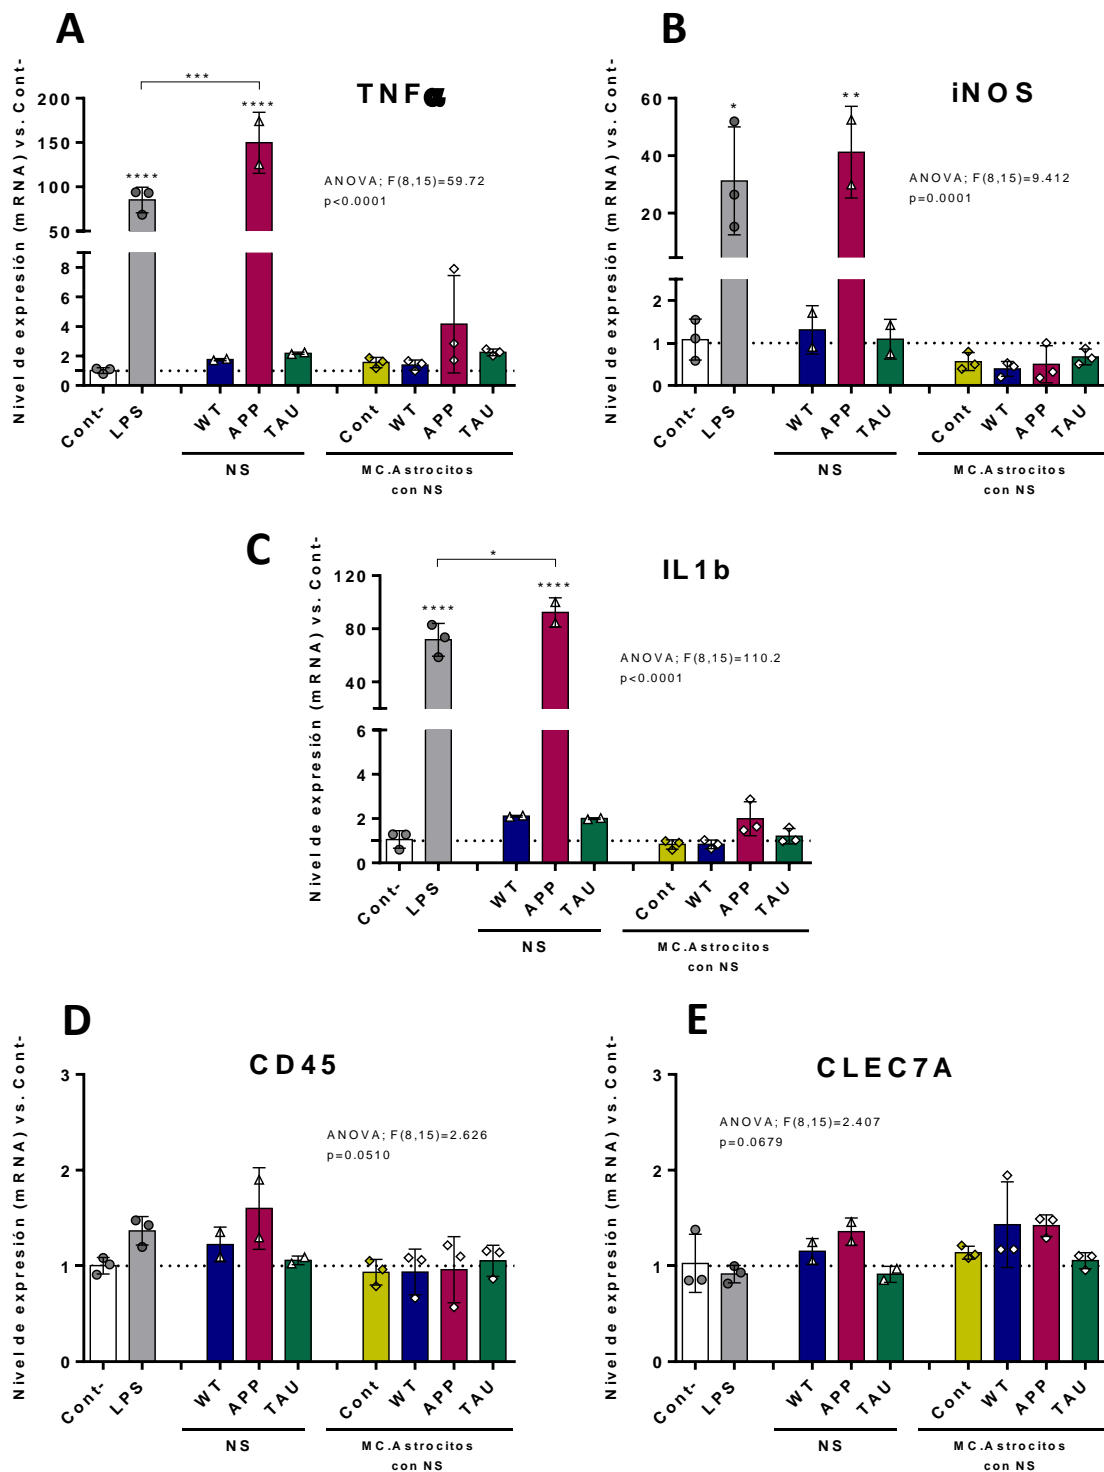 A
Nivel de expresión (mRNA) vs. Cont-
TNFα
***
****
****
ANOVA; F(8,15)=59.72
p<0.0001
200
150
100
50
8
6
4
2
0
Cont-
LPS
WT
APP
TAU
Cont
WT
APP
TAU
NS
MC.Astrocitos
con NS
B
Nivel de expresión (mRNA) vs. Cont-
iNOS
*
**
ANOVA; F(8,15)=9.412
p=0.0001
60
40
20
2
1
0
Cont-
LPS
WT
APP
TAU
Cont
WT
APP
TAU
NS
MC.Astrocitos
con NS
C
Nivel de expresión (mRNA) vs. Cont-
IL1b
*
****
****
ANOVA; F(8,15)=110.2
p<0.0001
120
80
40
6
4
2
0
Cont-
LPS
WT
APP
TAU
Cont
WT
APP
TAU
NS
MC.Astrocitos
con NS
D
Nivel de expresión (mRNA) vs. Cont-
CD45
ANOVA; F(8,15)=2.626
p=0.0510
3
2
1
0
Cont-
LPS
WT
APP
TAU
Cont
WT
APP
TAU
NS
MC.Astrocitos
con NS
E
Nivel de expresión (mRNA) vs. Cont-
CLEC7A
ANOVA; F(8,15)=2.407
p=0.0679
3
2
1
0
Cont-
LPS
WT
APP
TAU
Cont
WT
APP
TAU
NS
MC.Astrocitos
con NS